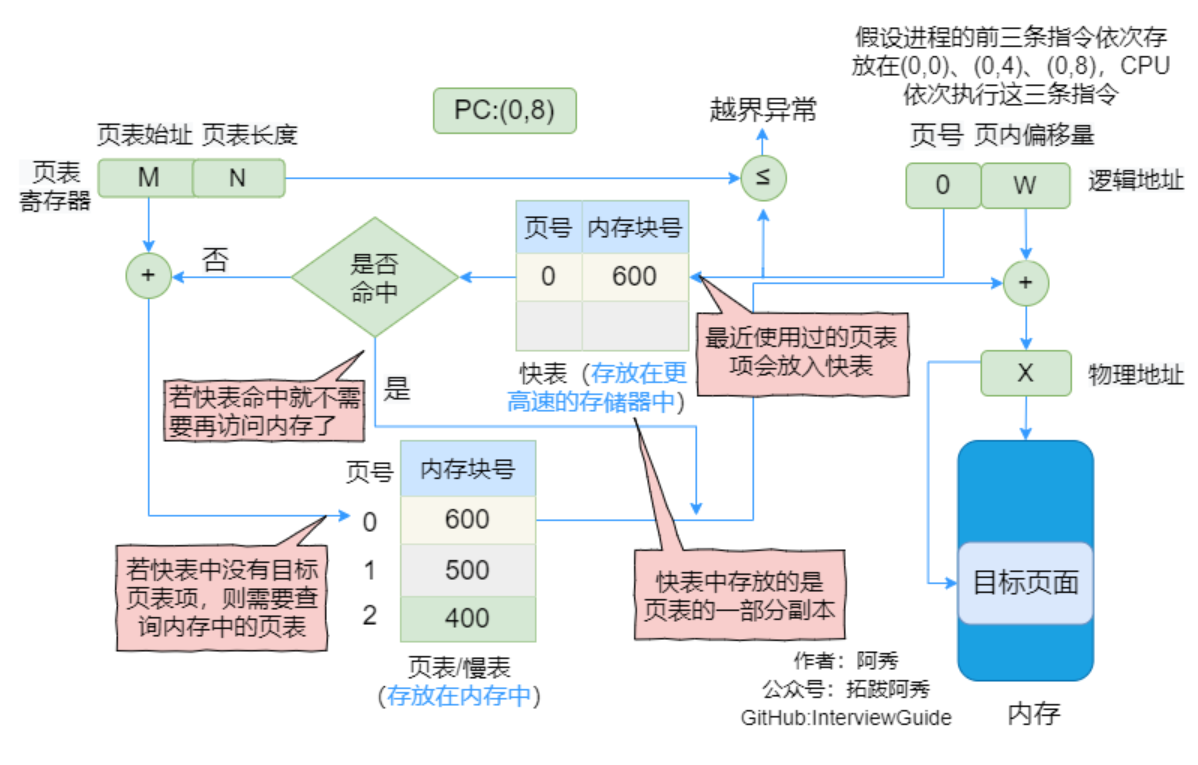 假设进程的前三条指令依次存
放在(0,0)、(0,4)、(0,8)，CPU
依次执行这三条指令
PC:(0,8)
越界异常
页表始址 页表长度
页号 页内偏移量
页表
寄存器
M N
≤
0 W
逻辑地址
页号 内存块号
0 600
+
否
是否
命中
+
最近使用过的页表
项会放入快表
X
物理地址
快表（存放在更
高速的存储器中）
若快表命中就不需
要再访问内存了
是
页号
内存块号
0 600
1 500
2 400
若快表中没有目标
页表项，则需要查
询内存中的页表
快表中存放的是
页表的一部分副本
目标页面
页表/慢表
（存放在内存中）
作者：阿秀
公众号：拓跋阿秀
GitHub:InterviewGuide
内存